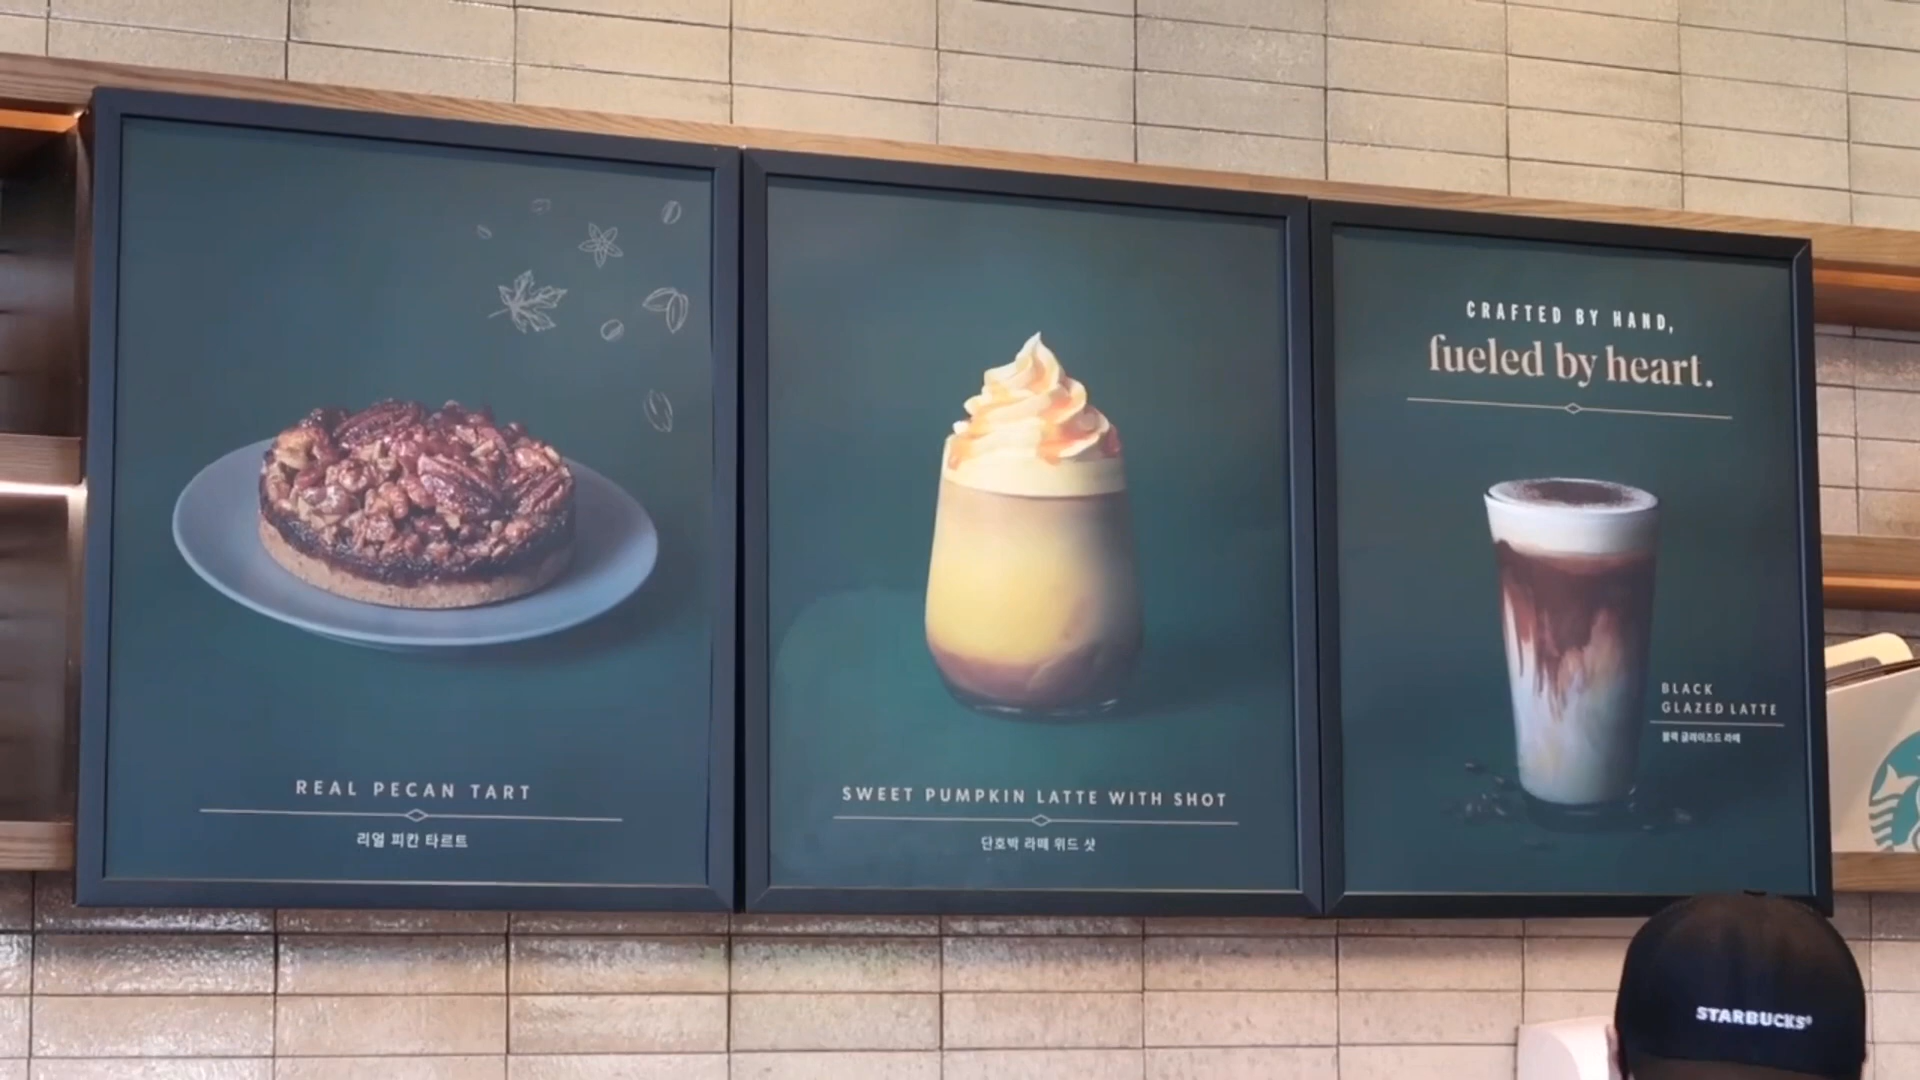 REAL PECAN TART
리얼 피칸 타르트
SWEET PUMPKIN LATTE WITH SHOT
단호박 라떼 위드 샷
CRAFTED BY HAND,
fueled by heart.
BLACK
GLAZED LATTE
블랙 글레이즈드 라떼
STARBUCKS®